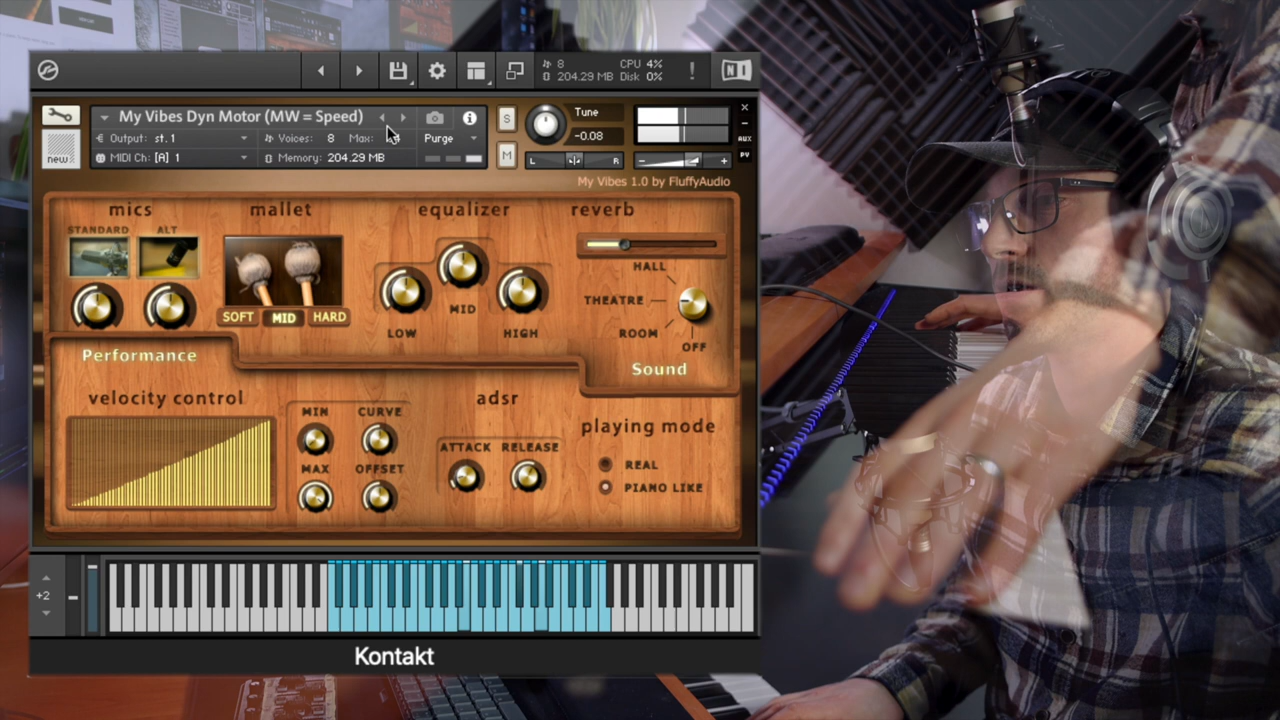 8 CPU 4%
204.29 MB Disk 0%
My Vibes Dyn Motor (MW = Speed)
Output: st. 1 Voices: 8 Max: Purge
MIDI Ch: [A] 1 Memory: 204.29 MB
new
S
M
Tune
-0.08
L R
- +
AUX
PV
My Vibes 1.0 by FluffyAudio
mics mallet equalizer reverb
STANDARD ALT
SOFT MID HARD
LOW MID HIGH
HALL
THEATRE
ROOM
OFF
Performance
Sound
velocity control
MIN CURVE
MAX OFFSET
adsr
ATTACK RELEASE
playing mode
REAL
PIANO LIKE
+2
Kontakt